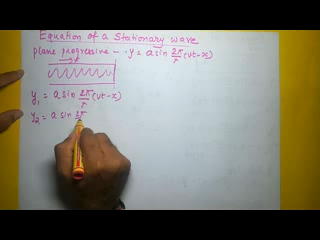 Equation of a Stationary wave
plane progressive - y = a sin 2π/r (vt-x)
y₁ = a sin 2π/r (vt-x)
y₂ = a sin 2π